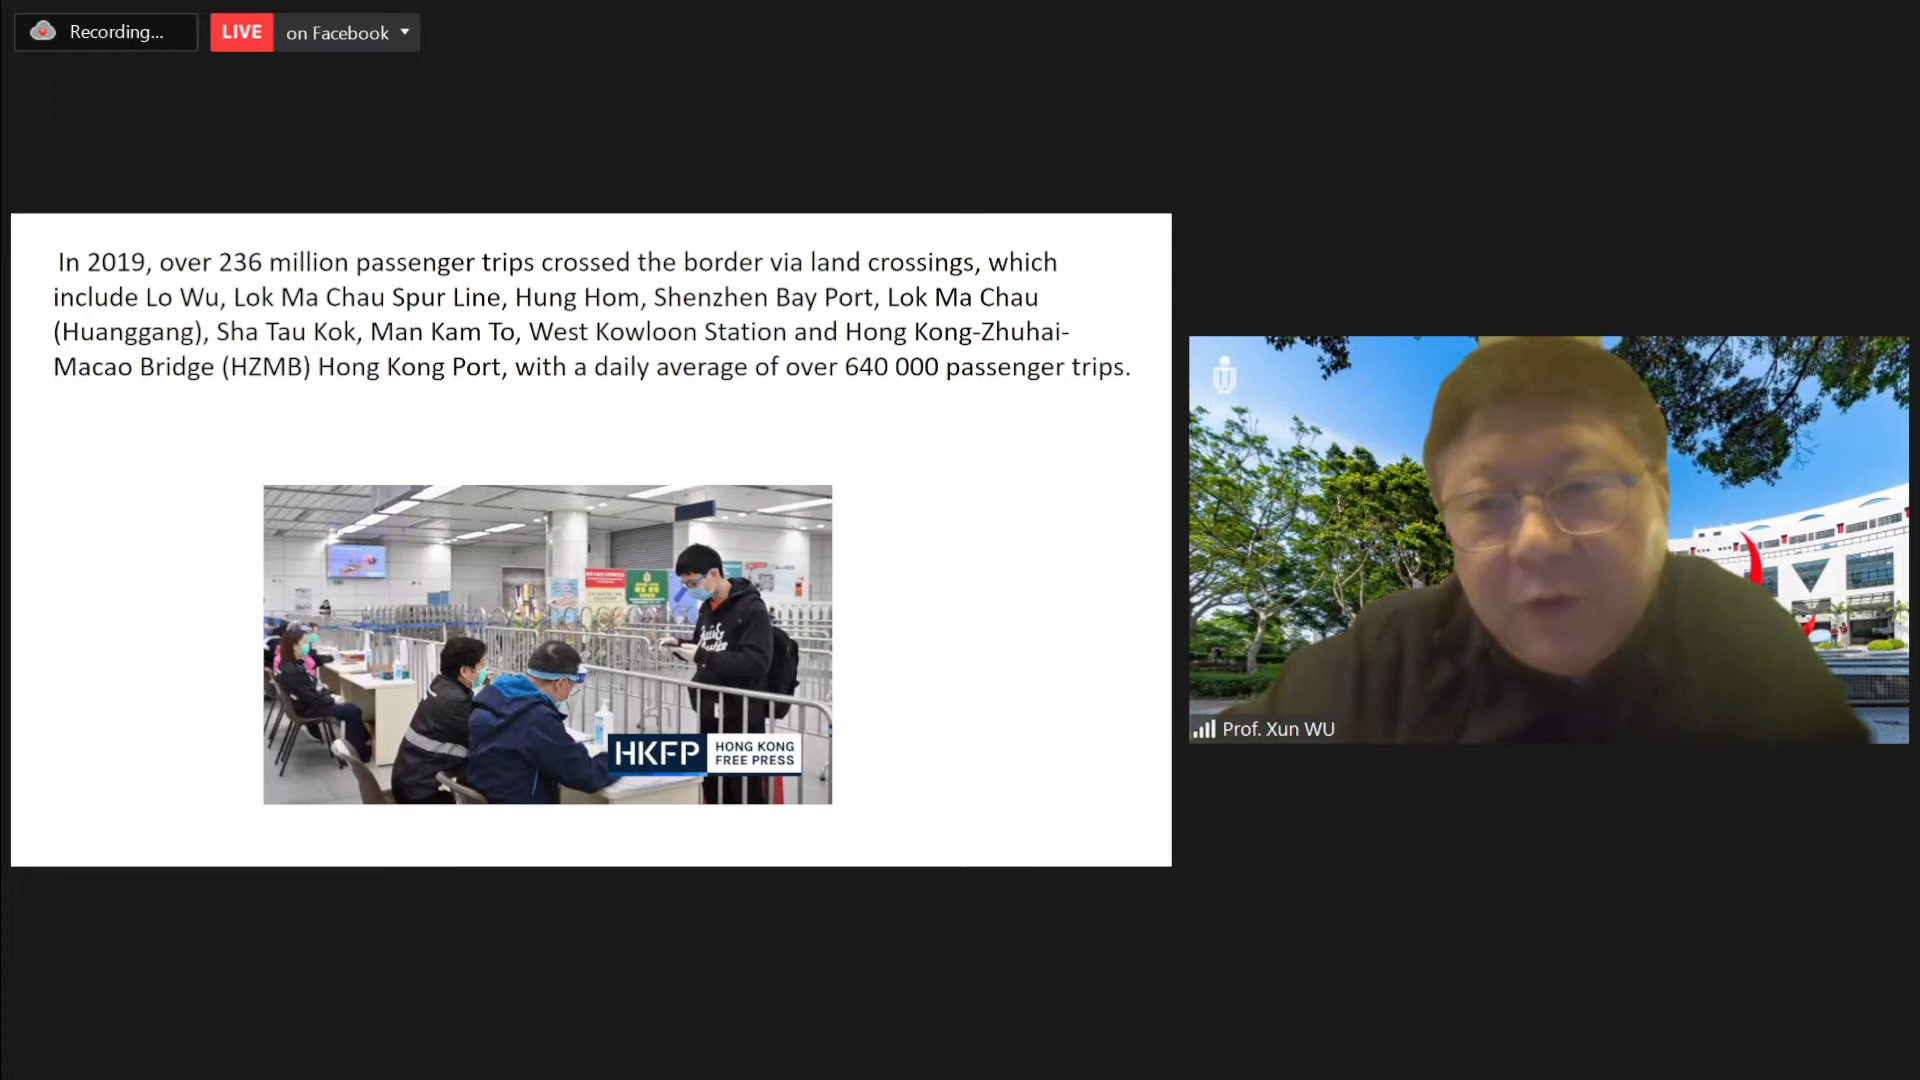 Recording...
LIVE on Facebook
In 2019, over 236 million passenger trips crossed the border via land crossings, which
include Lo Wu, Lok Ma Chau Spur Line, Hung Hom, Shenzhen Bay Port, Lok Ma Chau
(Huanggang), Sha Tau Kok, Man Kam To, West Kowloon Station and Hong Kong-Zhuhai-
Macao Bridge (HZMB) Hong Kong Port, with a daily average of over 640 000 passenger trips.
HKFP HONG KONG
FREE PRESS
Prof. Xun WU